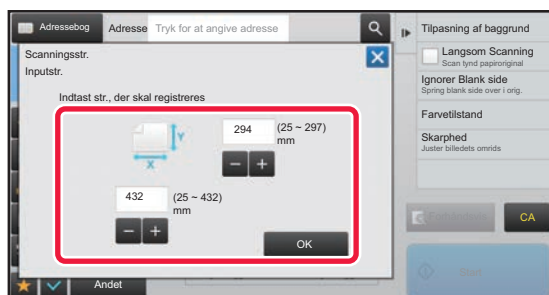 Adressebog
Adresse
Tryk for at angive adresse
Scanningsstr.
Inputstr.
Indtast str., der skal registreres
Y
X
294
(25 ~ 297)
mm
432
(25 ~ 432)
mm
OK
Andet
Tilpasning af baggrund
Langsom Scanning
Scan tynd papiroriginal
Ignorer Blank side
Spring blank side over i orig.
Farvetilstand
Skarphed
Juster billedets omrids
CA
Start